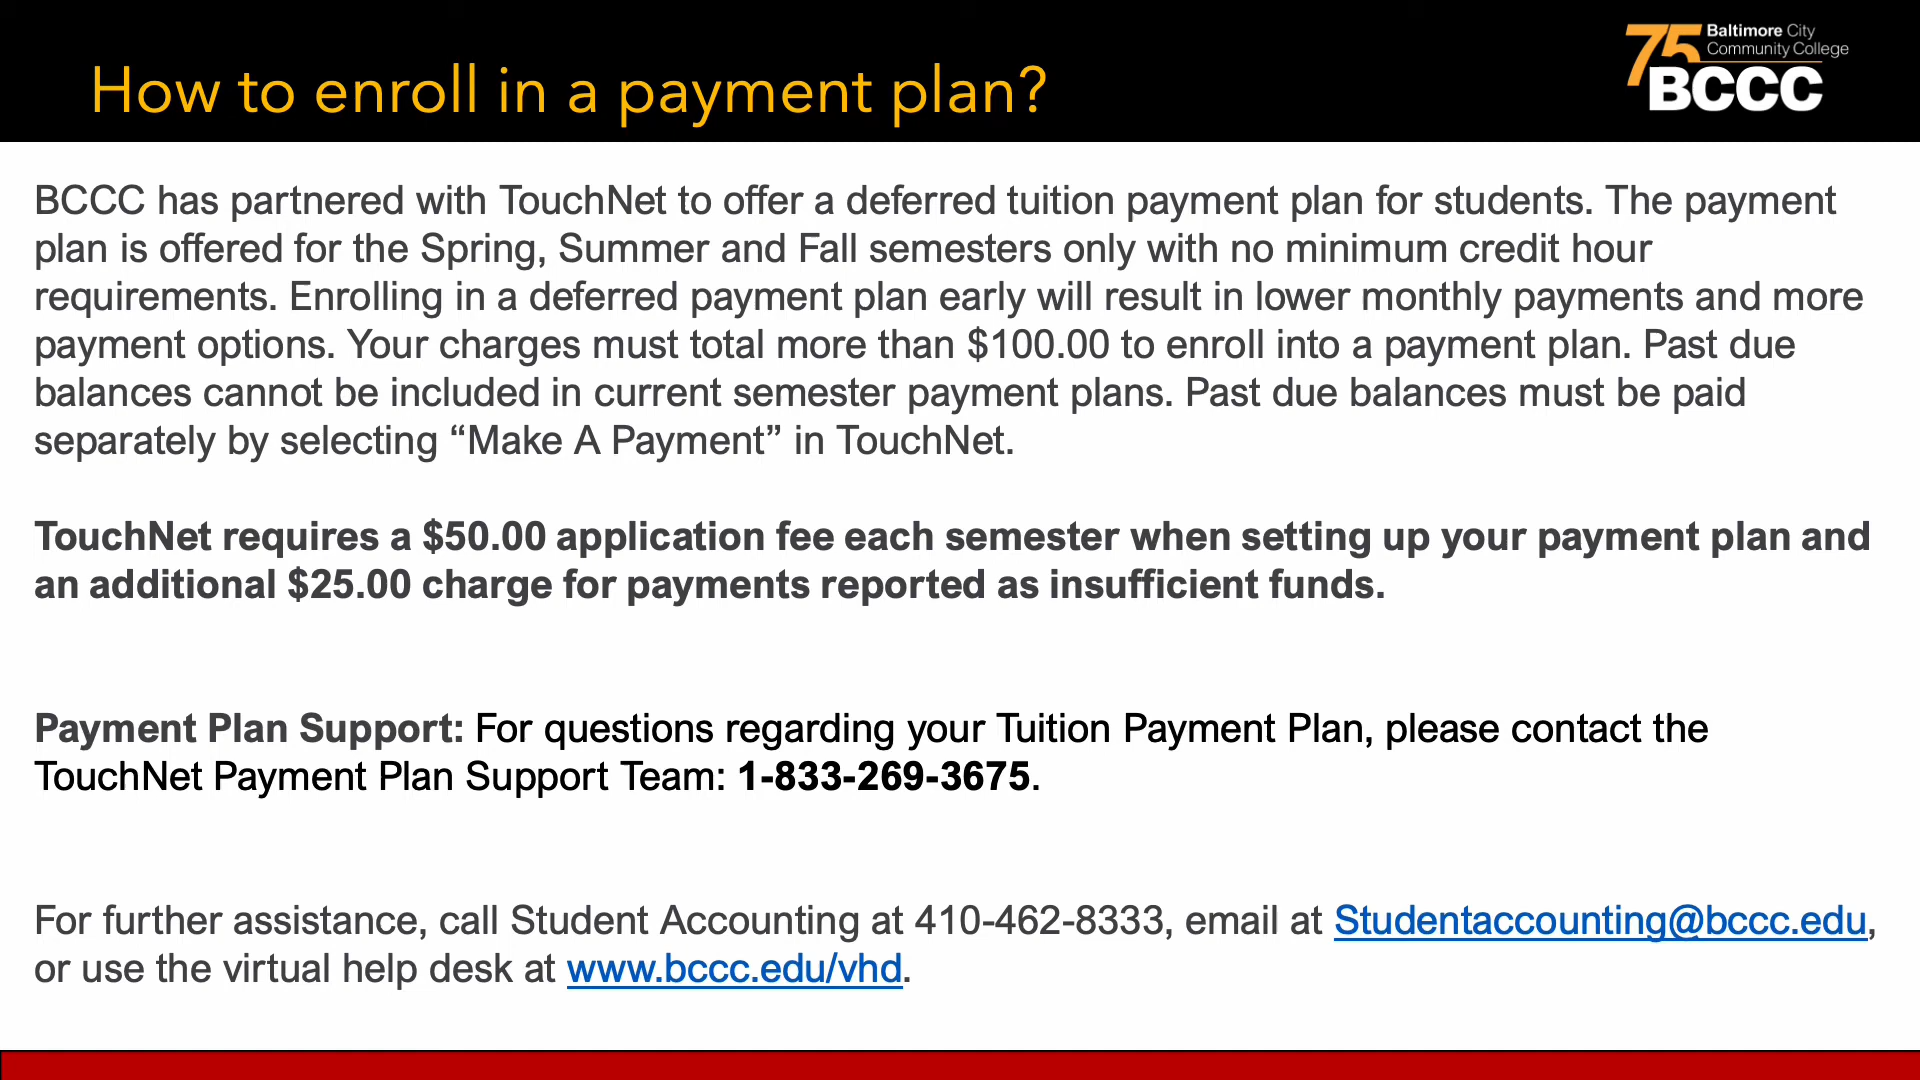 How to enroll in a payment plan?
75 Baltimore City
Community College
BCCC
BCCC has partnered with TouchNet to offer a deferred tuition payment plan for students. The payment
plan is offered for the Spring, Summer and Fall semesters only with no minimum credit hour
requirements. Enrolling in a deferred payment plan early will result in lower monthly payments and more
payment options. Your charges must total more than $100.00 to enroll into a payment plan. Past due
balances cannot be included in current semester payment plans. Past due balances must be paid
separately by selecting “Make A Payment” in TouchNet.
TouchNet requires a $50.00 application fee each semester when setting up your payment plan and
an additional $25.00 charge for payments reported as insufficient funds.
Payment Plan Support: For questions regarding your Tuition Payment Plan, please contact the
TouchNet Payment Plan Support Team: 1-833-269-3675.
For further assistance, call Student Accounting at 410-462-8333, email at Studentaccounting@bccc.edu,
or use the virtual help desk at www.bccc.edu/vhd.